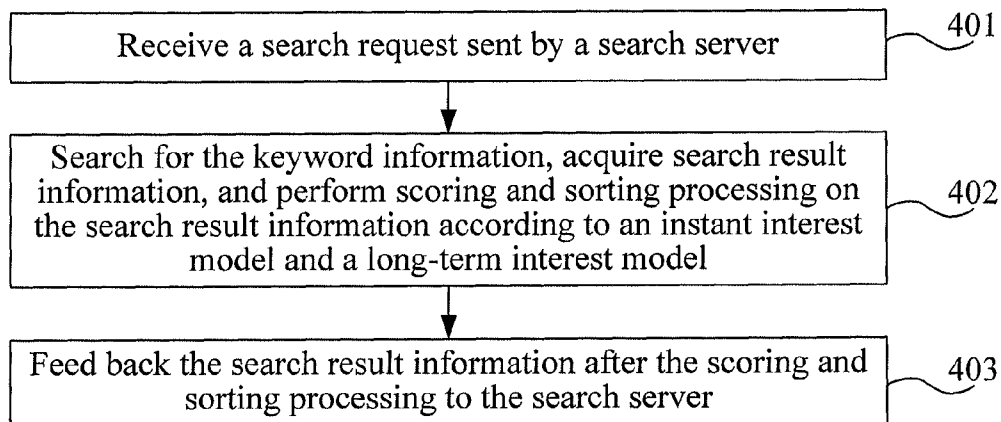 Receive a search request sent by a search server
401
Search for the keyword information, acquire search result
information, and perform scoring and sorting processing on
the search result information according to an instant interest
model and a long-term interest model
402
Feed back the search result information after the scoring and
sorting processing to the search server
403